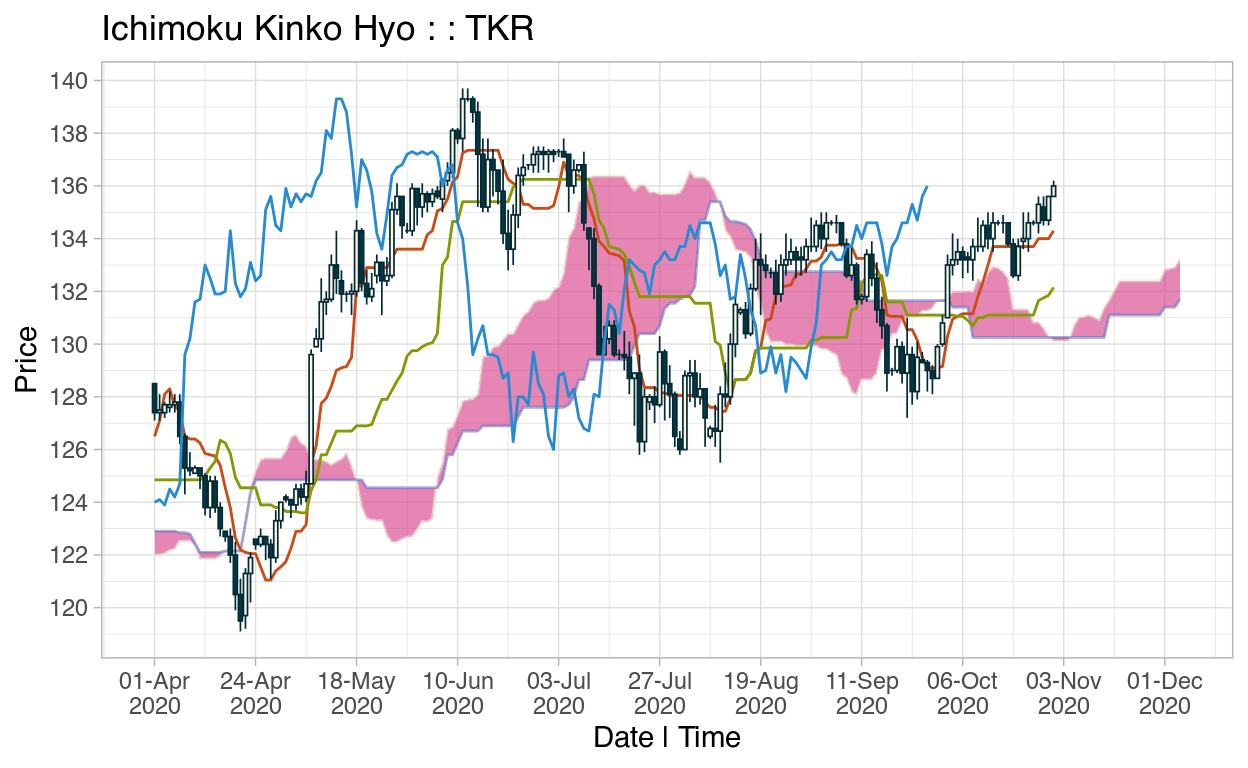 Ichimoku Kinko Hyo : : TKR
Price
140
138
136
134
132
130
128
126
124
122
120
01-Apr 24-Apr 18-May 10-Jun 03-Jul 27-Jul 19-Aug 11-Sep 06-Oct 03-Nov 01-Dec
2020 2020 2020 2020 2020 2020 2020 2020 2020 2020 2020
Date | Time